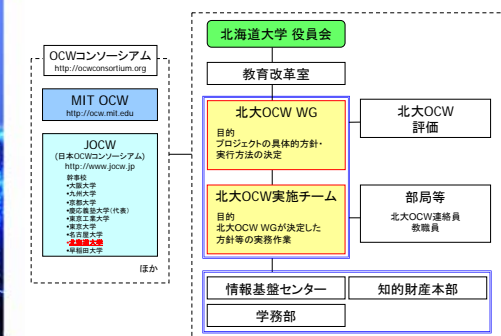 OCWコンソーシアム
http://ocwconsortium.org
MIT OCW
http://ocw.mit.edu
JOCW
(日本OCWコンソーシアム)
http://www.jocw.jp
幹事校
•大阪大学
•九州大学
•京都大学
•慶応義塾大学(代表)
•東京工業大学
•東京大学
•名古屋大学
•北海道大学
•早稲田大学
ほか
北海道大学 役員会
教育改革室
北大OCW WG
目的
プロジェクトの具体的方針・
実行方法の決定
北大OCW
評価
北大OCW実施チーム
目的
北大OCW WGが決定した
方針等の実務作業
部局等
北大OCW連絡員
教職員
情報基盤センター
知的財産本部
学務部